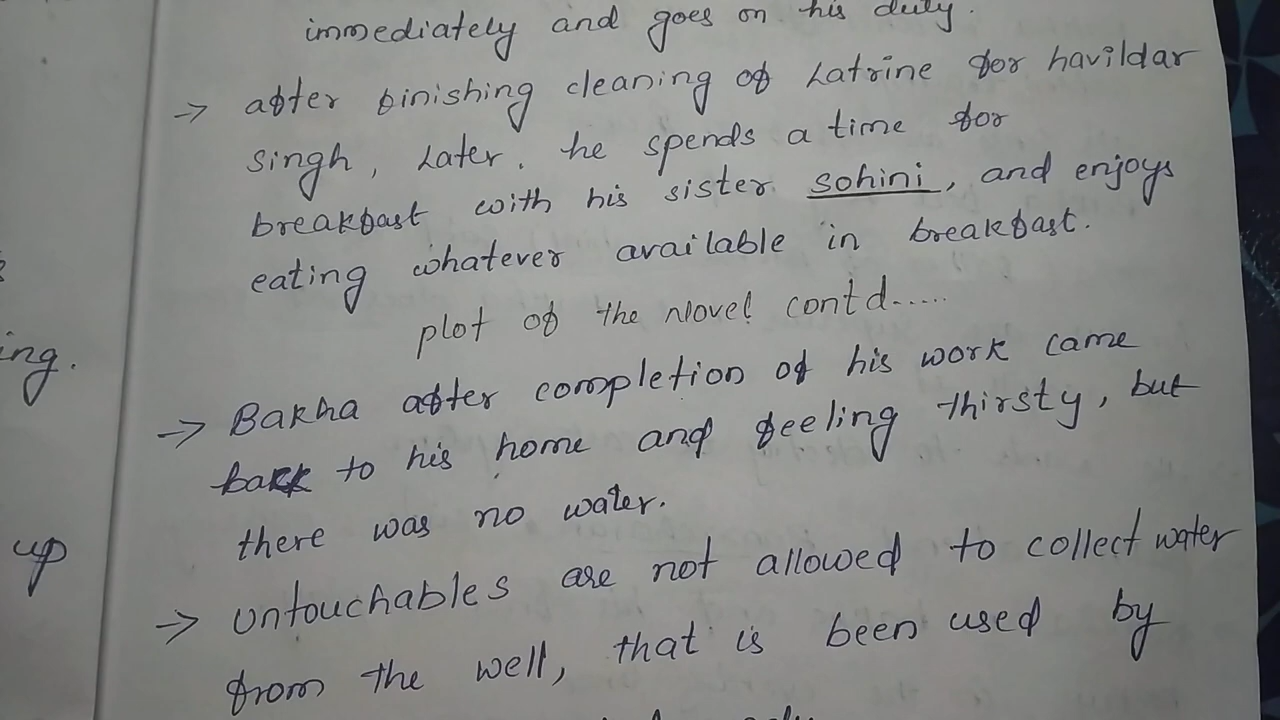 immediately and goes on his duty.
→ after finishing cleaning of Latrine for havildar
singh, Later. he spends a time for
breakfast with his sister sohini, and enjoys
eating whatever available in breakfast.
plot of the Novel contd.....
ing.
→ Bakha after completion of his work came
back to his home and feeling thirsty, but
there was no water.
up
→ Untouchables are not allowed to collect water
from the well, that is been used by